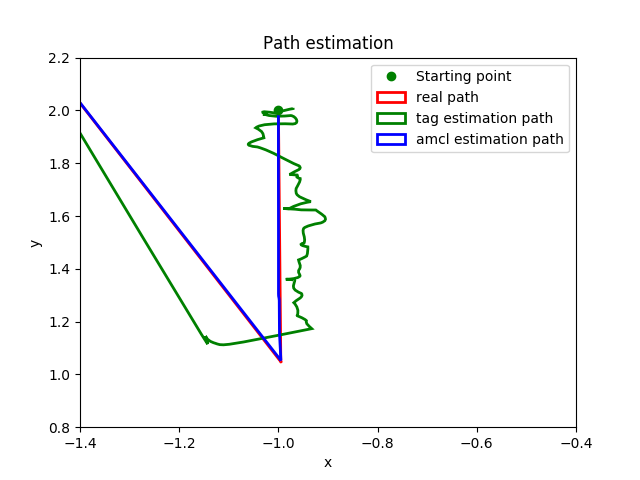 Path estimation
Starting point
real path
tag estimation path
amcl estimation path
y
2.2
2.0
1.8
1.6
1.4
1.2
1.0
0.8
−1.4 −1.2 −1.0 −0.8 −0.6 −0.4
x